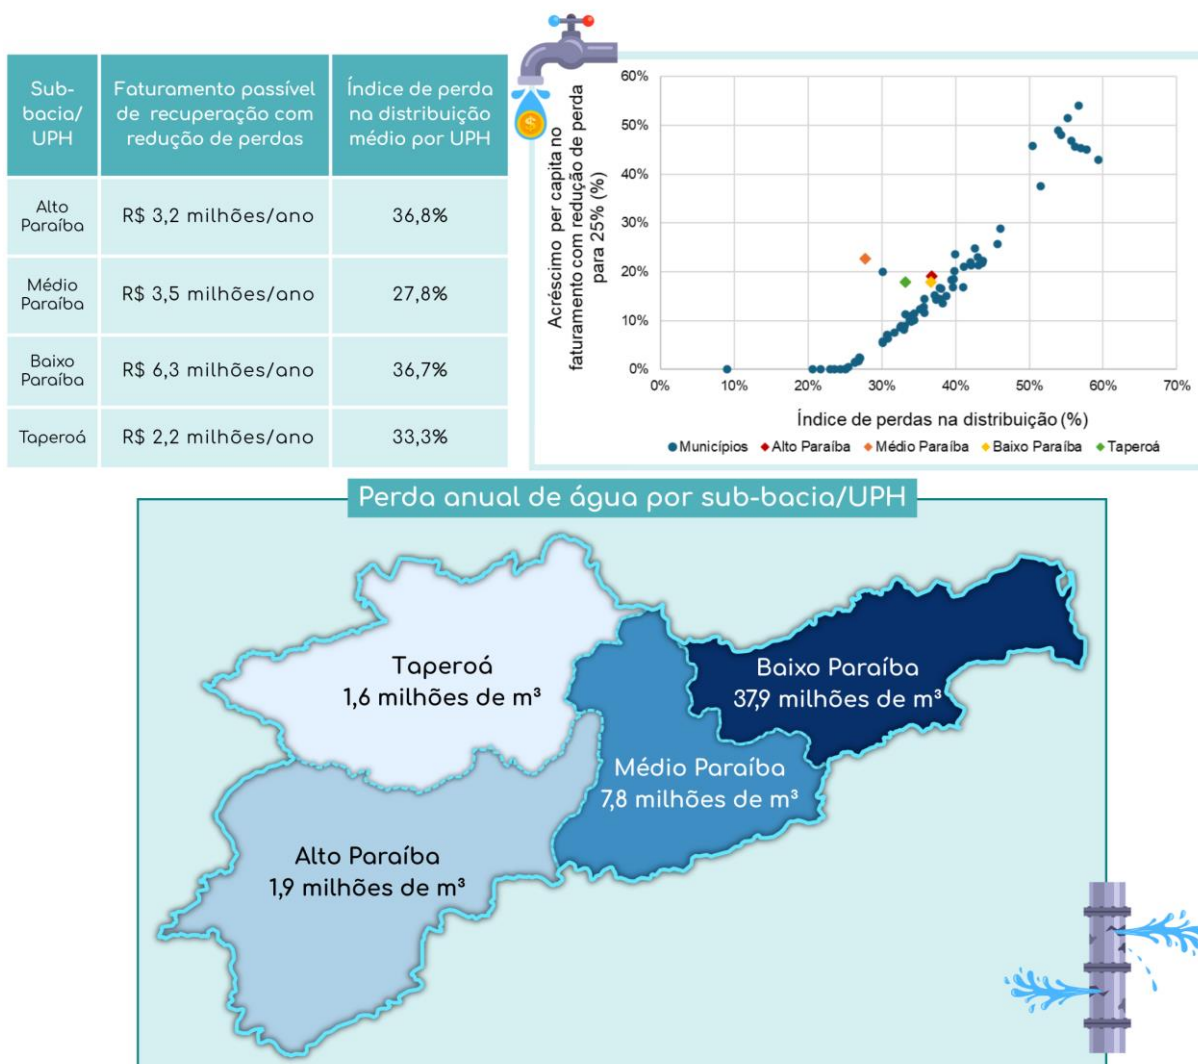 Sub-
bacia/
UPH
Faturamento passível
de recuperação com
redução de perdas
Índice de perda
na distribuição
médio por UPH
Alto
Paraíba
R$ 3,2 milhões/ano
36,8%
Médio
Paraíba
R$ 3,5 milhões/ano
27,8%
Baixo
Paraíba
R$ 6,3 milhões/ano
36,7%
Taperoá
R$ 2,2 milhões/ano
33,3%
$
Acréscimo per capita no
faturamento com redução de perda
para 25% (%)
60%
50%
40%
30%
20%
10%
0%
0% 10% 20% 30% 40% 50% 60% 70%
Índice de perdas na distribuição (%)
Municípios Alto Paraíba Médio Paraíba Baixo Paraíba Taperoá
Perda anual de água por sub-bacia/UPH
Taperoá
1,6 milhões de m³
Baixo Paraíba
37,9 milhões de m³
Médio Paraíba
7,8 milhões de m³
Alto Paraíba
1,9 milhões de m³